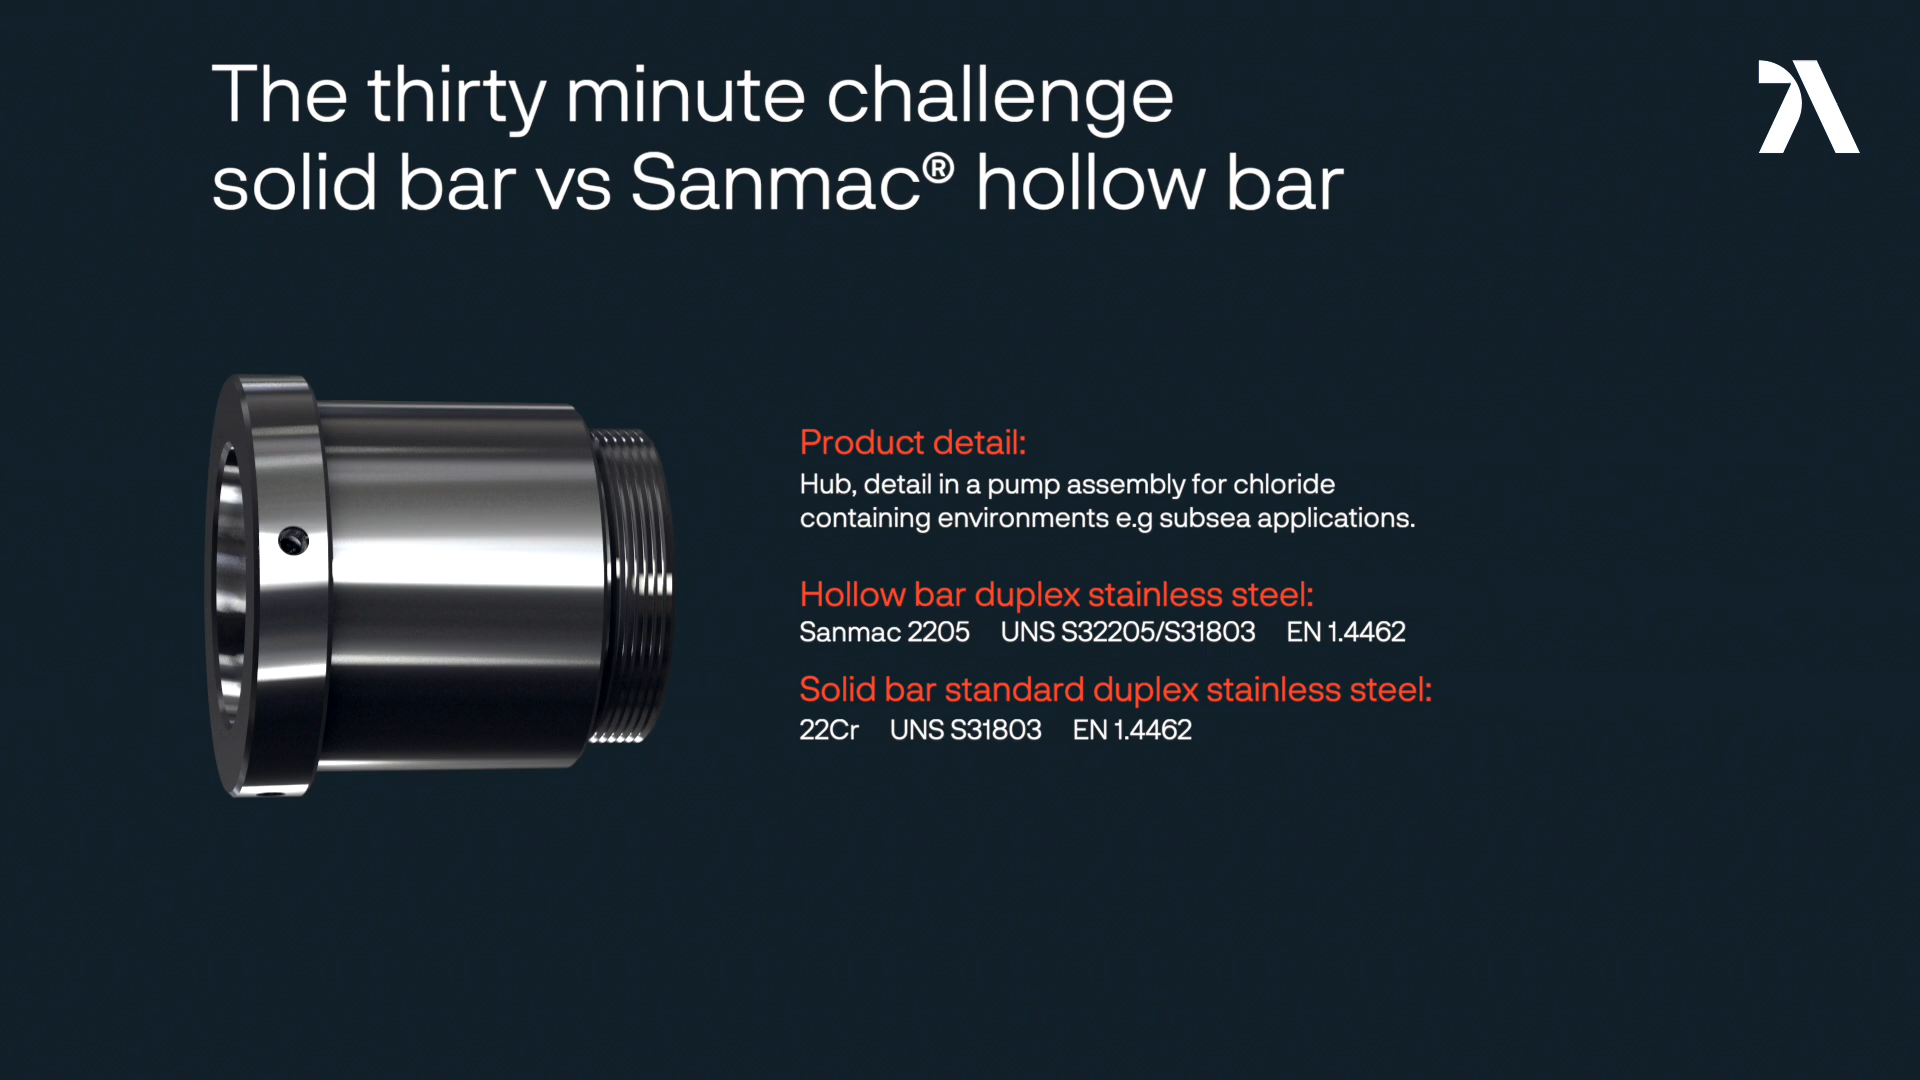 The thirty minute challenge
solid bar vs Sanmac® hollow bar
Product detail:
Hub, detail in a pump assembly for chloride
containing environments e.g subsea applications.
Hollow bar duplex stainless steel:
Sanmac 2205 UNS S32205/S31803 EN 1.4462
Solid bar standard duplex stainless steel:
22Cr UNS S31803 EN 1.4462